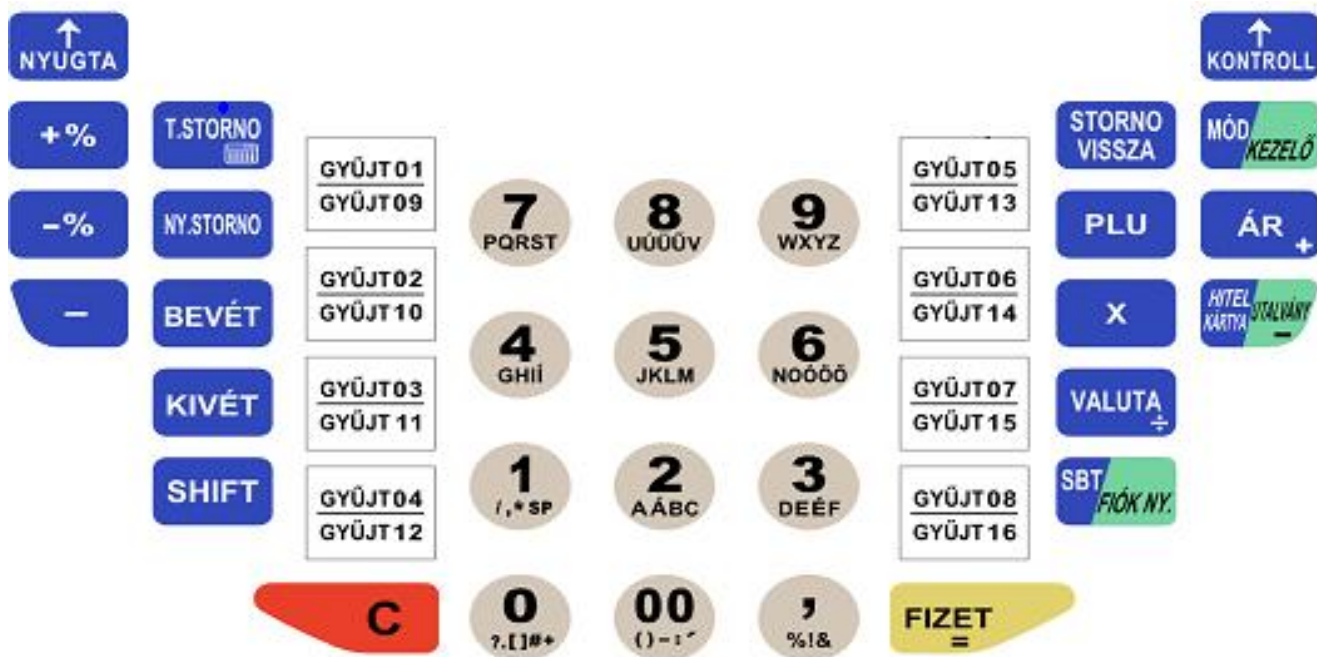 ↑
NYUGTA
↑
KONTROLL
+%
T.STORNO
STORNO
VISSZA
MÓD
KEZELŐ
GYŰJT01
GYŰJT09
7
PQRST
8
UÚÜŰV
9
WXYZ
GYŰJT05
GYŰJT13
-%
NY.STORNO
PLU
ÁR
+
GYŰJT02
GYŰJT10
GYŰJT06
GYŰJT14
−
BEVÉT
X
HITEL
KÁRTYA
UTALVÁNY
−
4
GHIÍ
5
JKLM
6
NOÓÖŐ
KIVÉT
GYŰJT03
GYŰJT11
GYŰJT07
GYŰJT15
VALUTA
÷
SHIFT
GYŰJT04
GYŰJT12
1
/,* SP
2
AÁBC
3
DEÉF
GYŰJT08
GYŰJT16
SBT
FIÓK NY.
C
0
?.[]#+
00
()-:´
,
%!&
FIZET
=